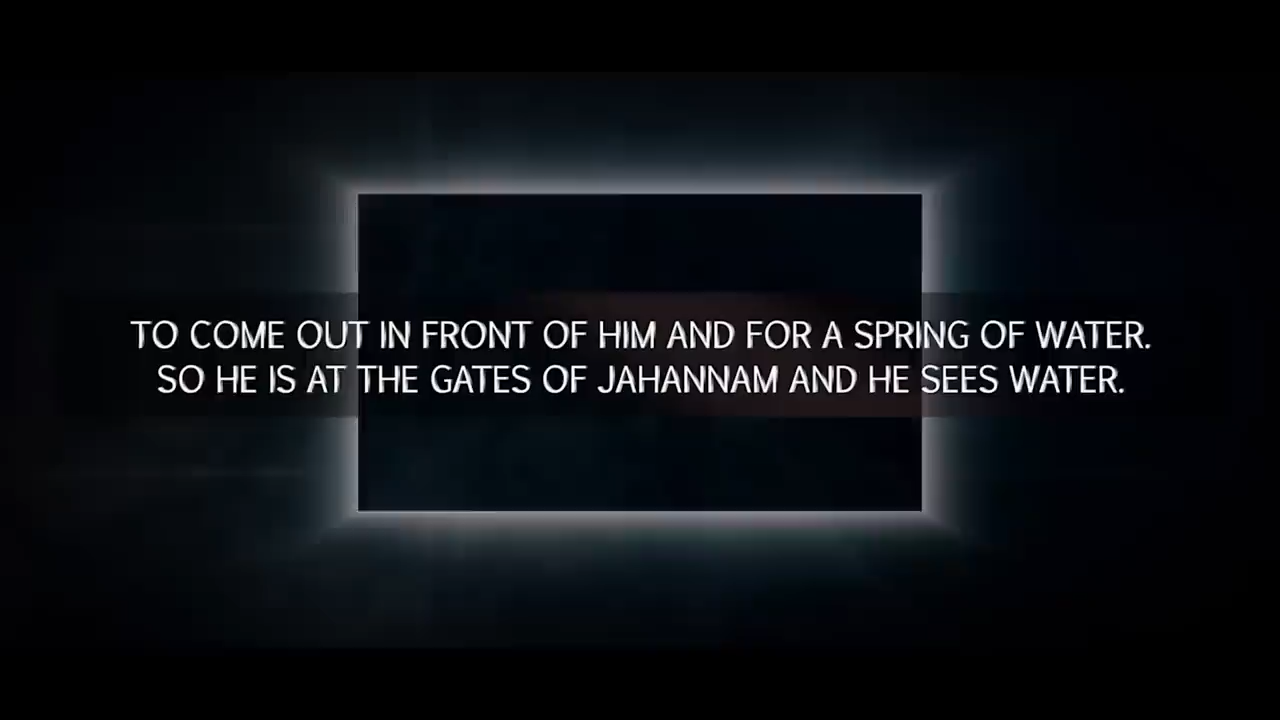 TO COME OUT IN FRONT OF HIM AND FOR A SPRING OF WATER.
SO HE IS AT THE GATES OF JAHANNAM AND HE SEES WATER.